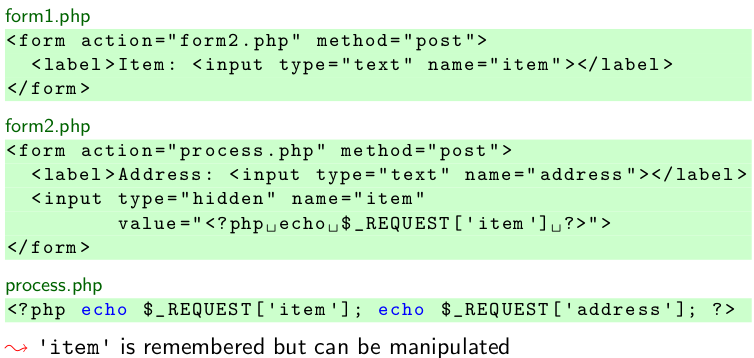 form1.php
<form action="form2.php" method="post">
  <label>Item: <input type="text" name="item"></label>
</form>
form2.php
<form action="process.php" method="post">
  <label>Address: <input type="text" name="address"></label>
  <input type="hidden" name="item"
         value="<?php␣echo␣$_REQUEST['item']␣?>">
</form>
process.php
<?php echo $_REQUEST['item']; echo $_REQUEST['address']; ?>
⇝ 'item' is remembered but can be manipulated